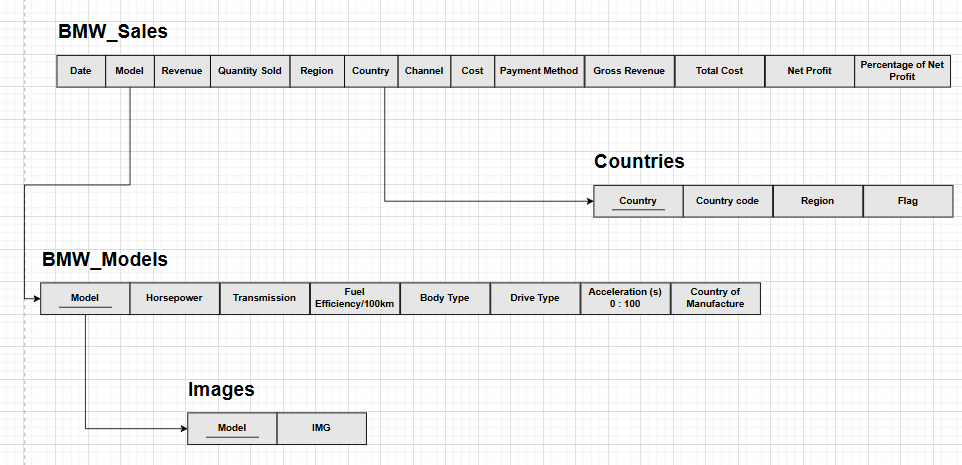 BMW_Sales
Date Model Revenue Quantity Sold Region Country Channel Cost Payment Method Gross Revenue Total Cost Net Profit Percentage of Net
Profit
Countries
Country Country code Region Flag
BMW_Models
Model Horsepower Transmission Fuel
Efficiency/100km Body Type Drive Type Acceleration (s)
0 : 100 Country of
Manufacture
Images
Model IMG